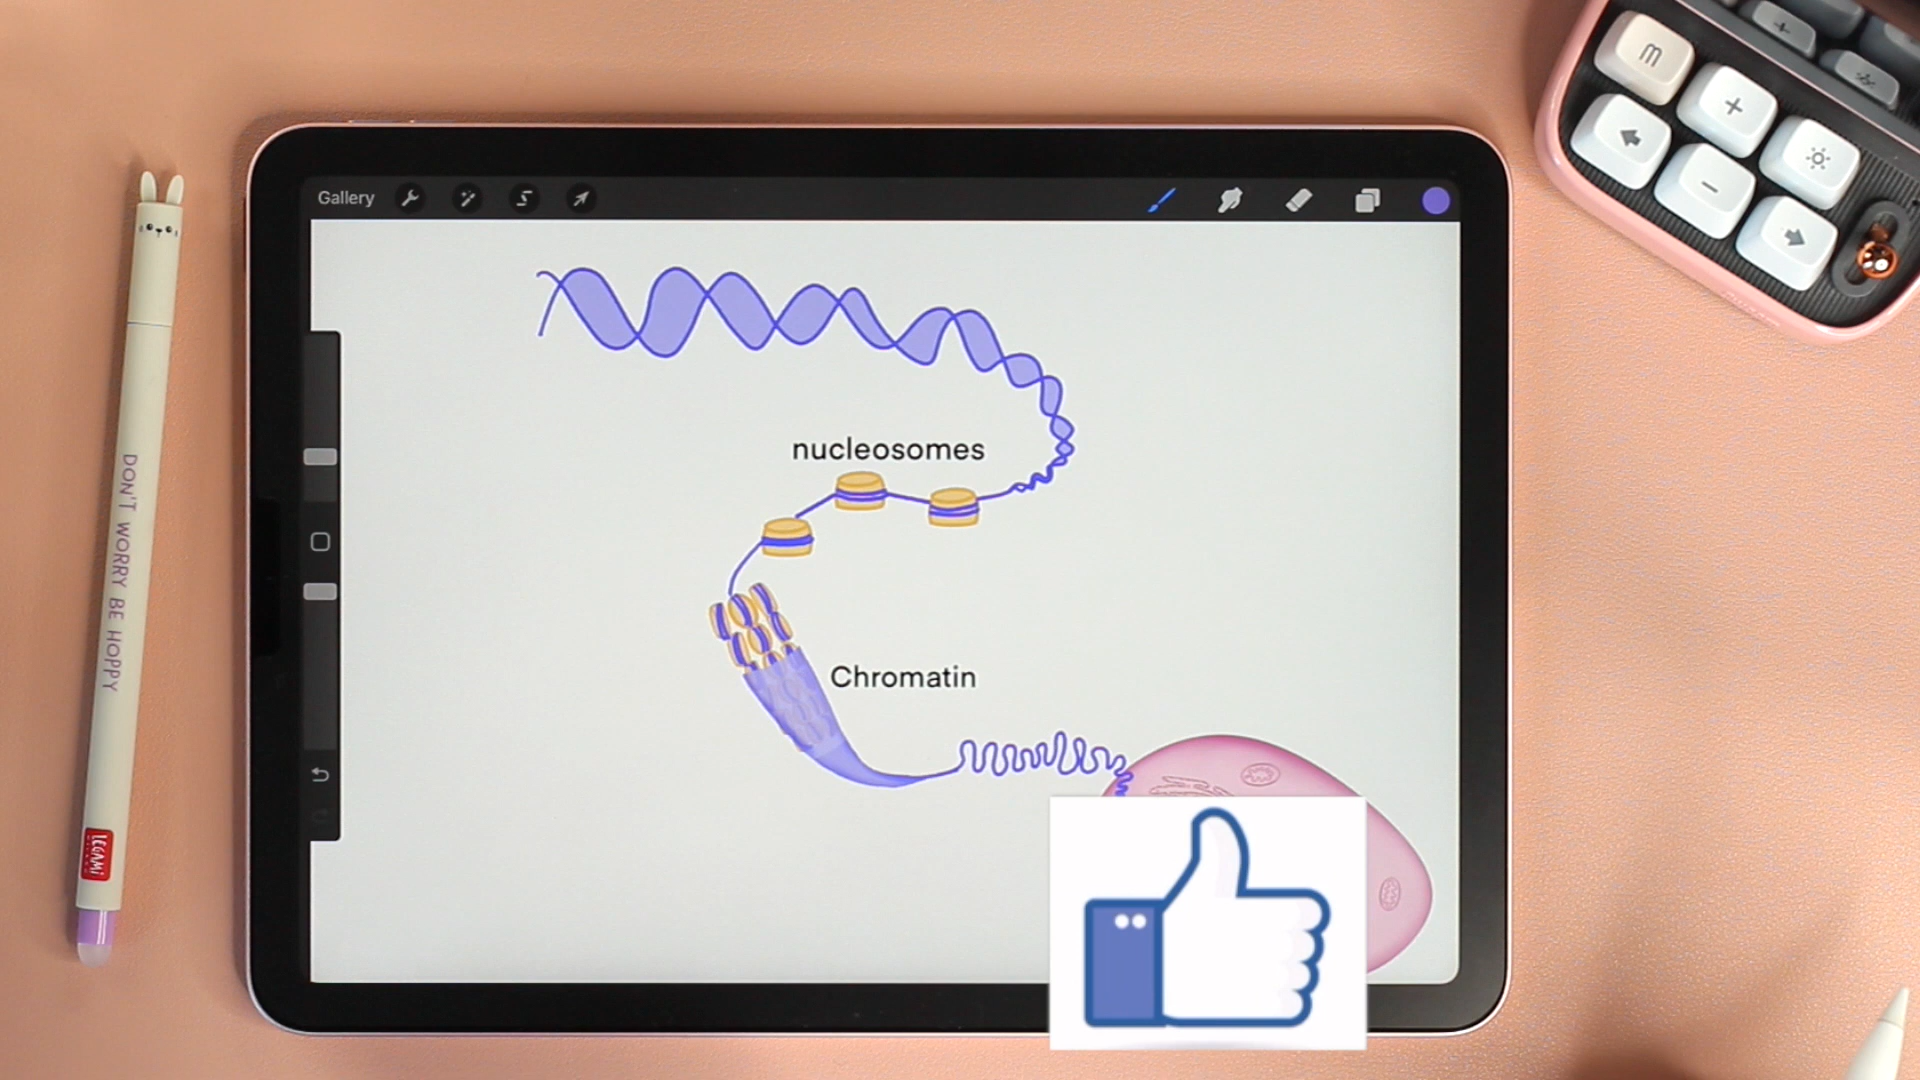 Gallery
m
+
-
nucleosomes
Chromatin
DON'T WORRY BE HOPPY
LEGAMI